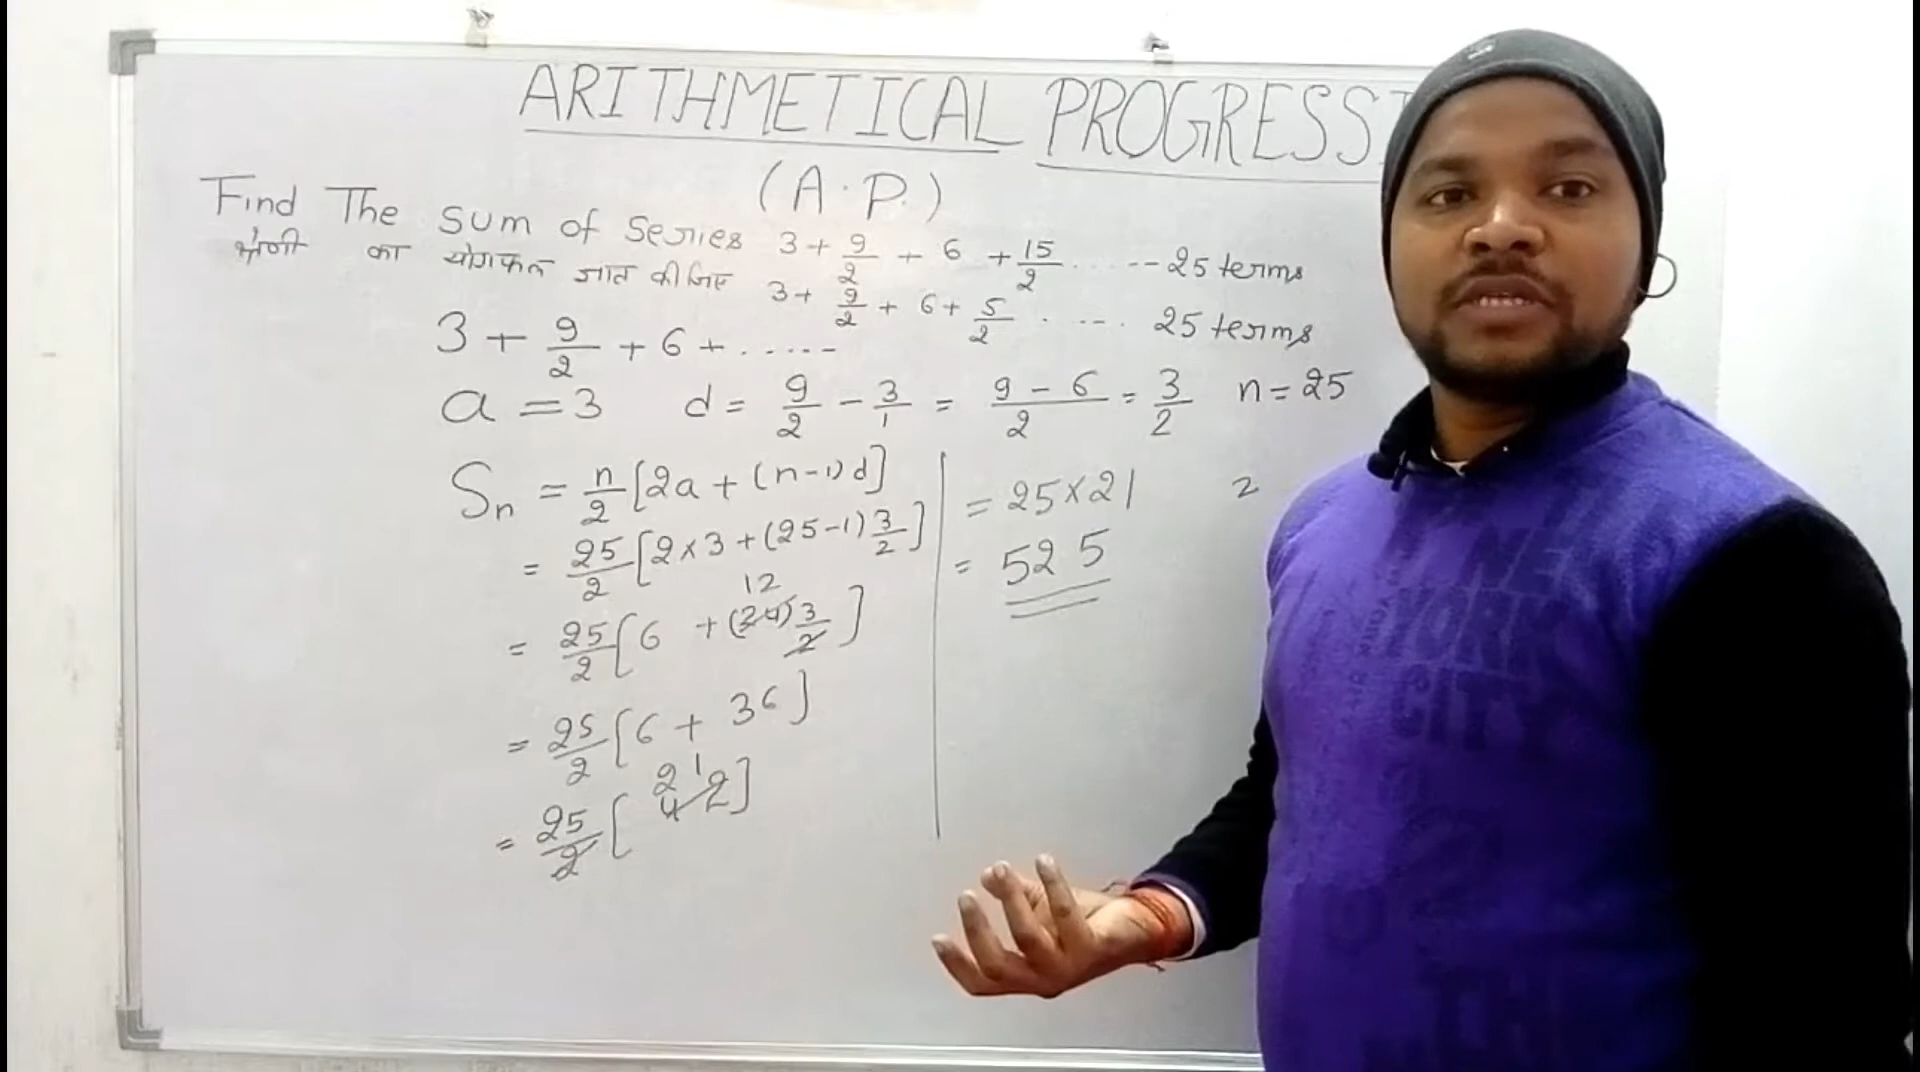 ARITHMETICAL PROGRESSI
(A.P.)
Find The sum of series 3 + 9/2 + 6 + 15/2 ..... --- 25 terms
श्रेणी का योगफल ज्ञात कीजिए 3 + 9/2 + 6 + 5/2 . ... 25 terms
3 + 9/2 + 6 + .....
a = 3 d = 9/2 - 3/1 = 9 - 6/2 = 3/2 n = 25
Sn = n/2 [2a + (n-1)d]
= 25/2 [2×3 + (25-1) 3/2]
12
= 25/2 [6 + (24) 3/2]
= 25/2 [6 + 36]
21
= 25/2 [42]
= 25×21
= 525
2
YORK
CITY